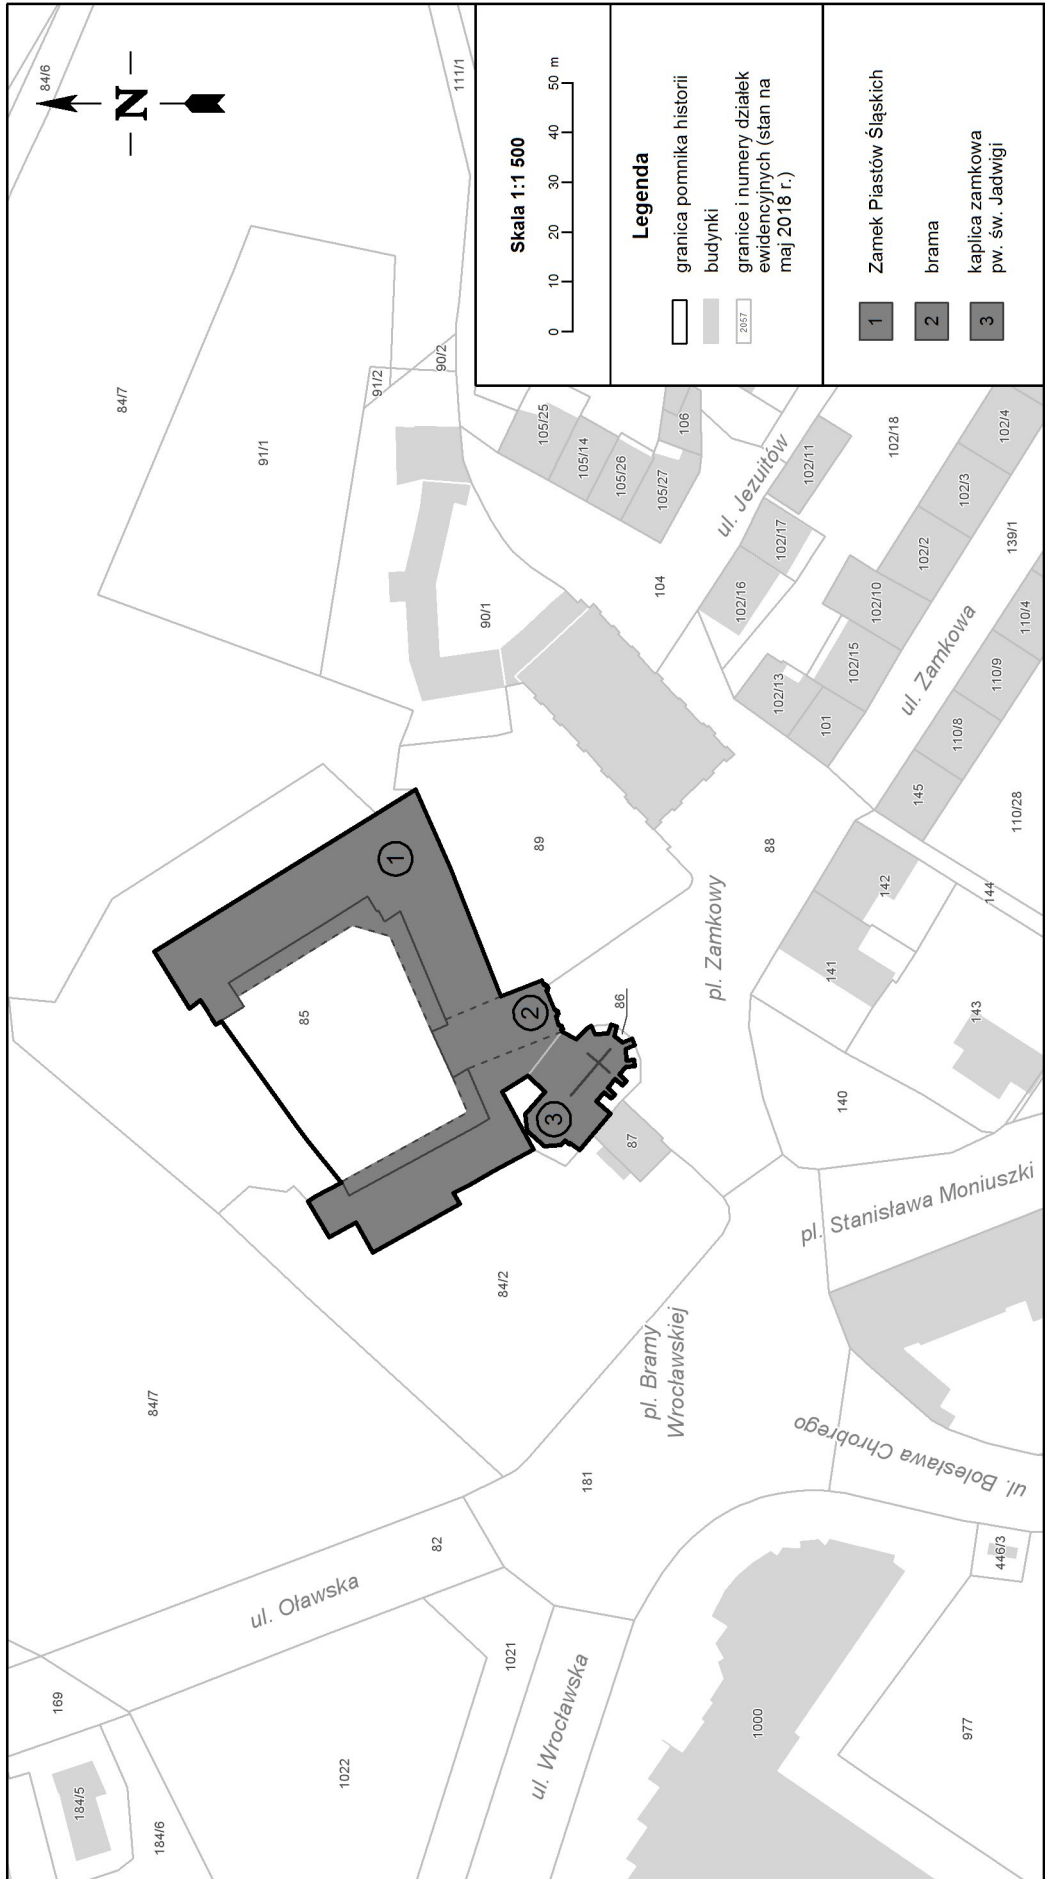 N
84/6
111/1
84/7
91/1
91/2
90/2
90/1
105/25
105/14
105/26
105/27
106
104
ul. Jezuitów
102/11
102/18
102/17
102/16
102/4
102/3
102/2
102/10
102/15
102/13
101
139/1
ul. Zamkowa
110/4
110/9
110/8
145
110/28
89
88
pl. Zamkowy
142
141
144
143
140
85
86
87
1
2
3
84/2
84/7
pl. Stanisława Moniuszki
pl. Bramy
Wrocławskiej
ul. Bolesława Chrobrego
181
82
ul. Oławska
446/3
169
1021
ul. Wrocławska
1022
1000
977
184/5
184/6
Skala 1:1 500
0 10 20 30 40 50 m
Legenda
granica pomnika historii
budynki
2057
granice i numery działek
ewidencyjnych (stan na
maj 2018 r.)
1 Zamek Piastów Śląskich
2 brama
3 kaplica zamkowa
pw. św. Jadwigi